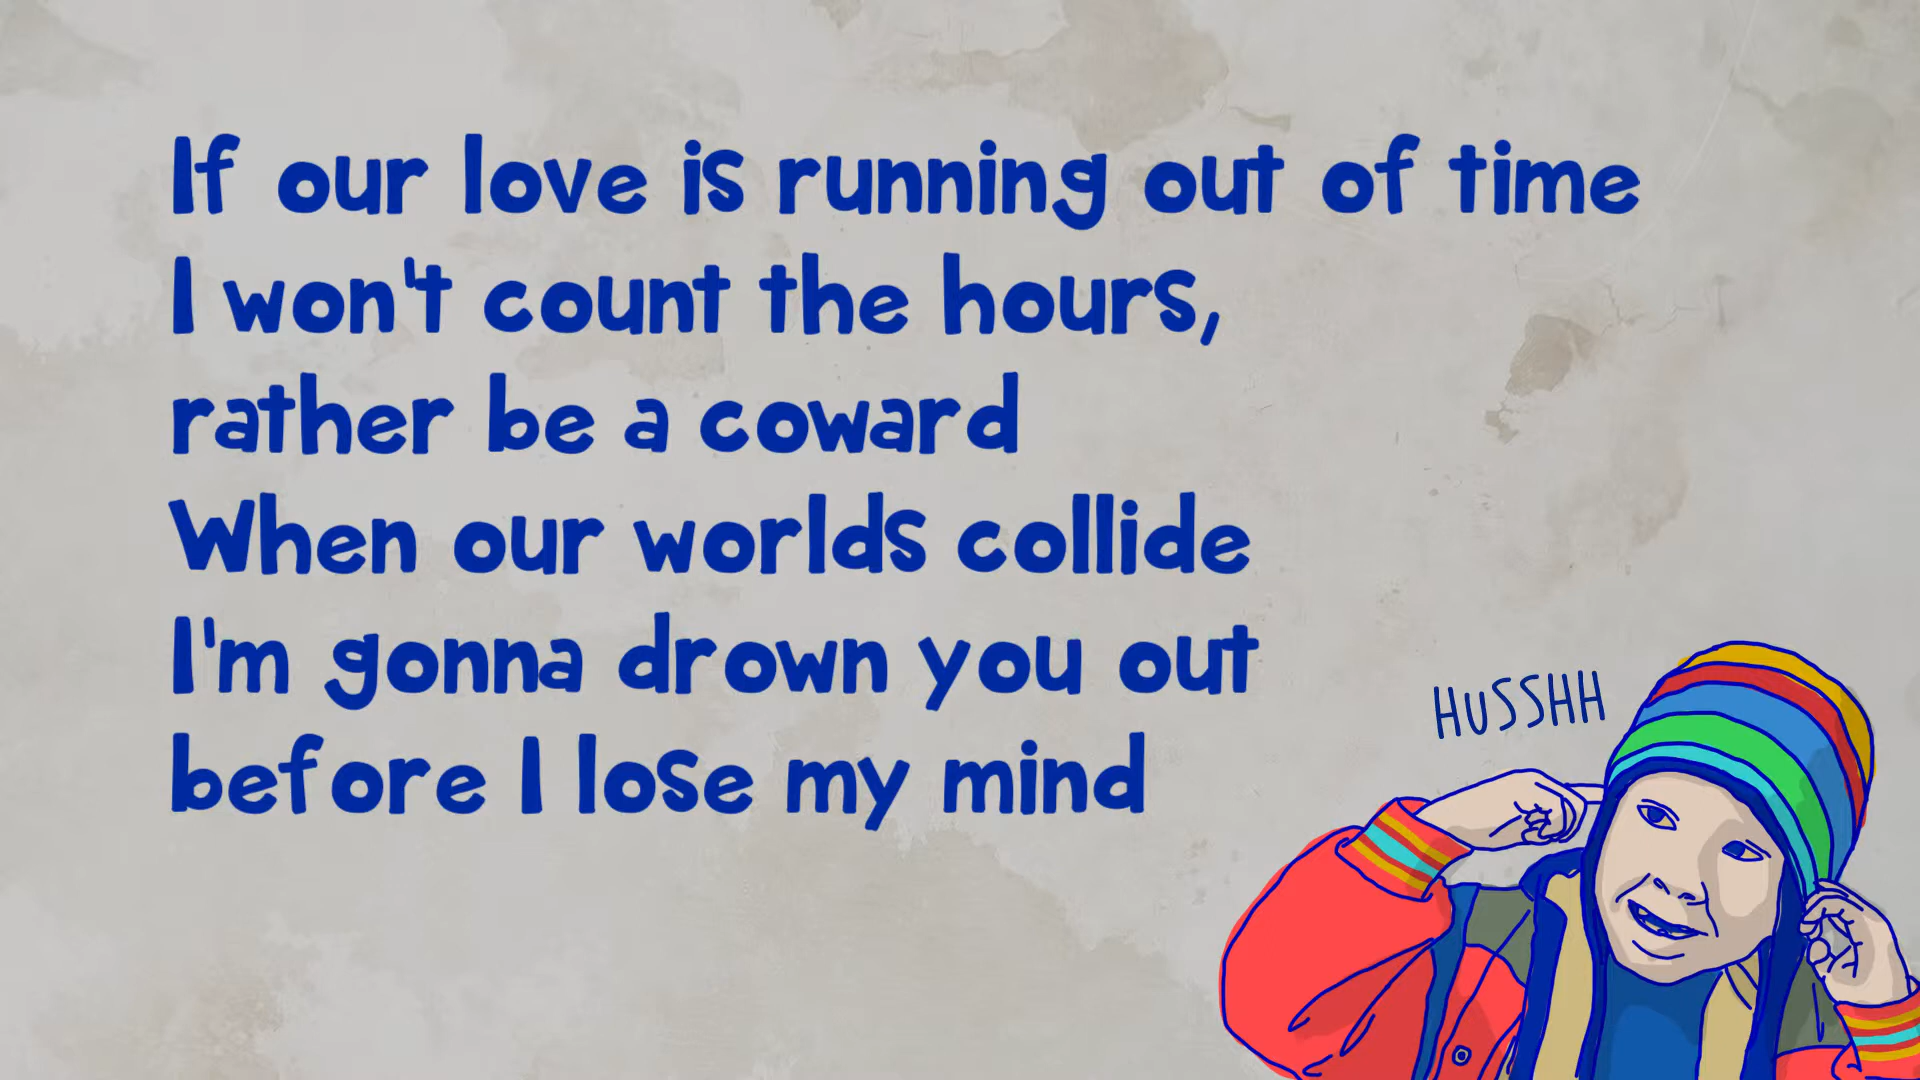 If our love is running out of time
I won't count the hours,
rather be a coward
When our worlds collide
I'm gonna drown you out
before I lose my mind
HUSSHH